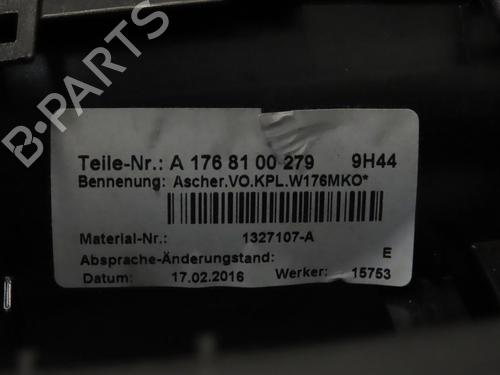 B-PARTS
Teile-Nr.: A 176 81 00 279 9H44
Bennenung: Ascher.VO.KPL.W176MKO*
Material-Nr.: 1327107-A
Absprache-Änderungstand: E
Datum: 17.02.2016 Werker: 15753